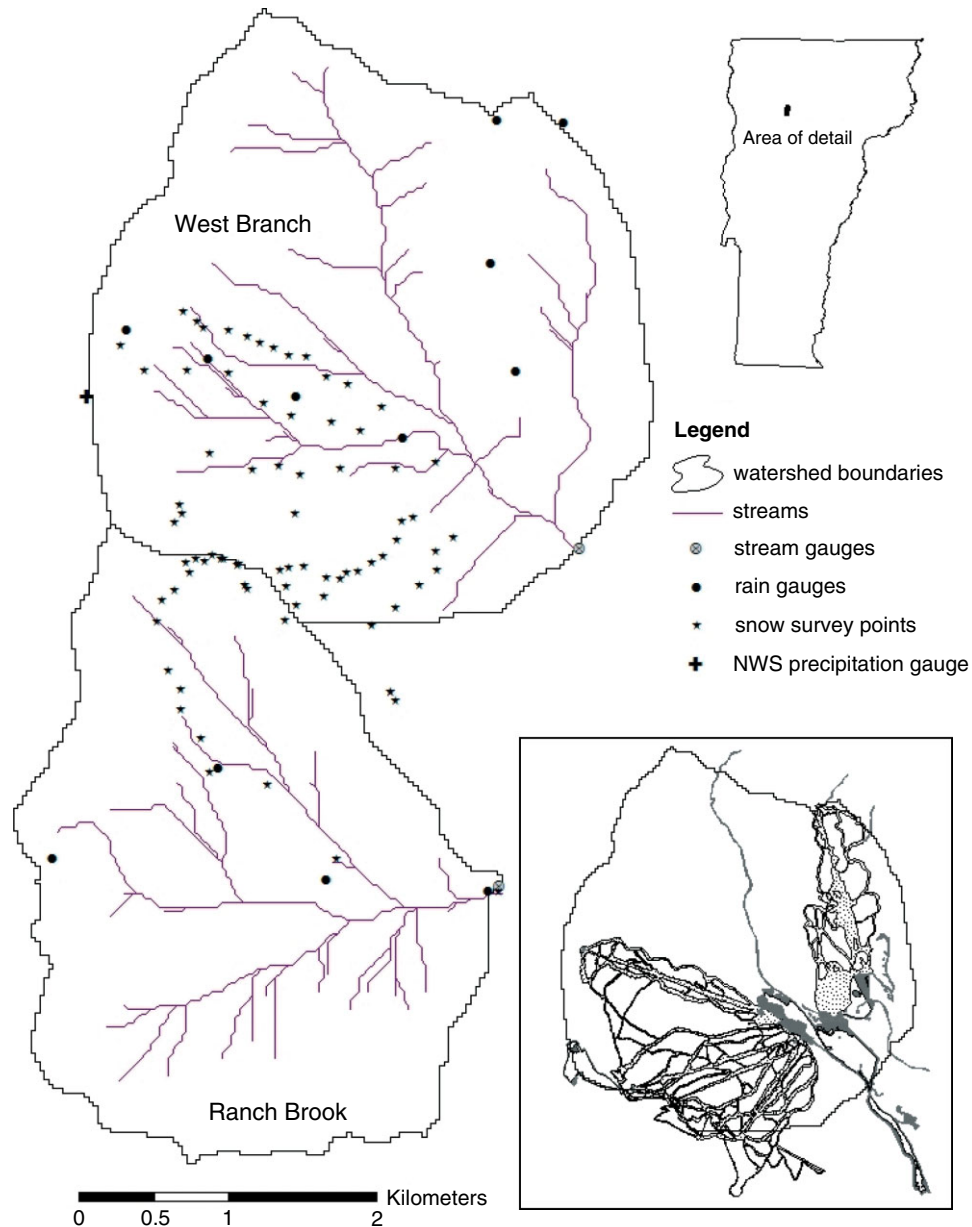 Area of detail
West Branch
Legend
watershed boundaries
streams
stream gauges
rain gauges
snow survey points
NWS precipitation gauge
Ranch Brook
Kilometers
0 0.5 1 2